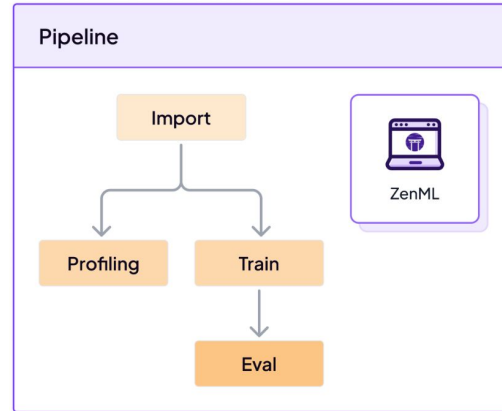 Pipeline
Import
ZenML
Profiling
Train
Eval